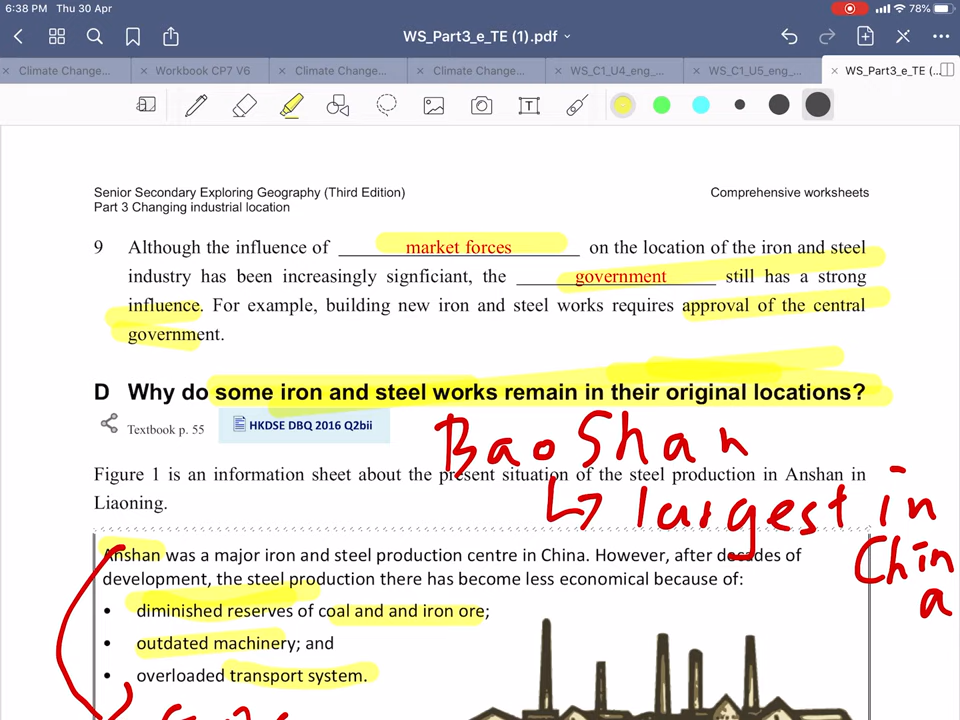 6:38 PM Thu 30 Apr 78%
WS_Part3_e_TE (1).pdf
Climate Change... Workbook CP7 V6 Climate Change... Climate Change... WS_C1_U4_eng_... WS_C1_U5_eng_... WS_Part3_e_TE (...
Senior Secondary Exploring Geography (Third Edition) Comprehensive worksheets
Part 3 Changing industrial location
9 Although the influence of market forces on the location of the iron and steel
industry has been increasingly signficiant, the government still has a strong
influence. For example, building new iron and steel works requires approval of the central
government.
D Why do some iron and steel works remain in their original locations?
Textbook p. 55 HKDSE DBQ 2016 Q2bii
BaoShan
Figure 1 is an information sheet about the present situation of the steel production in Anshan in
Liaoning.
↳ largest in
China
Anshan was a major iron and steel production centre in China. However, after decades of
development, the steel production there has become less economical because of:
• diminished reserves of coal and and iron ore;
• outdated machinery; and
• overloaded transport system.